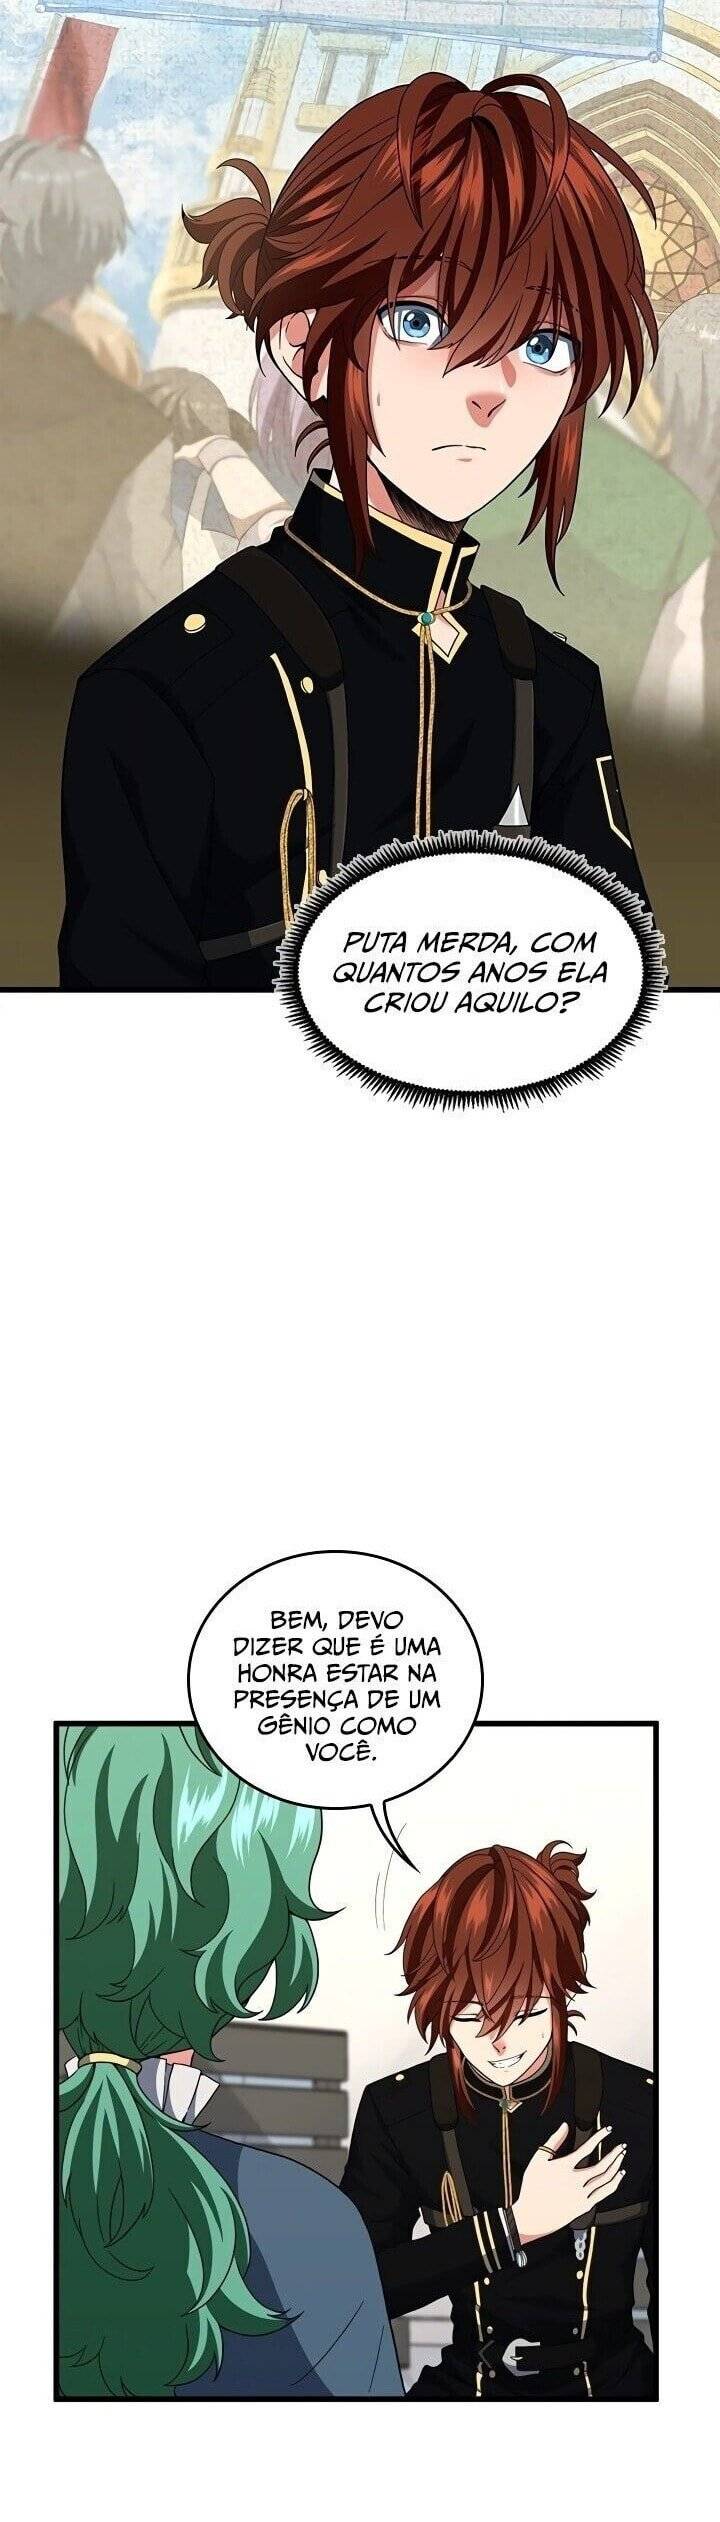 PUTA MERDA, COM
QUANTOS ANOS ELA
CRIOU AQUILO?
BEM, DEVO
DIZER QUE É UMA
HONRA ESTAR NA
PRESENÇA DE UM
GÊNIO COMO
VOCÊ.